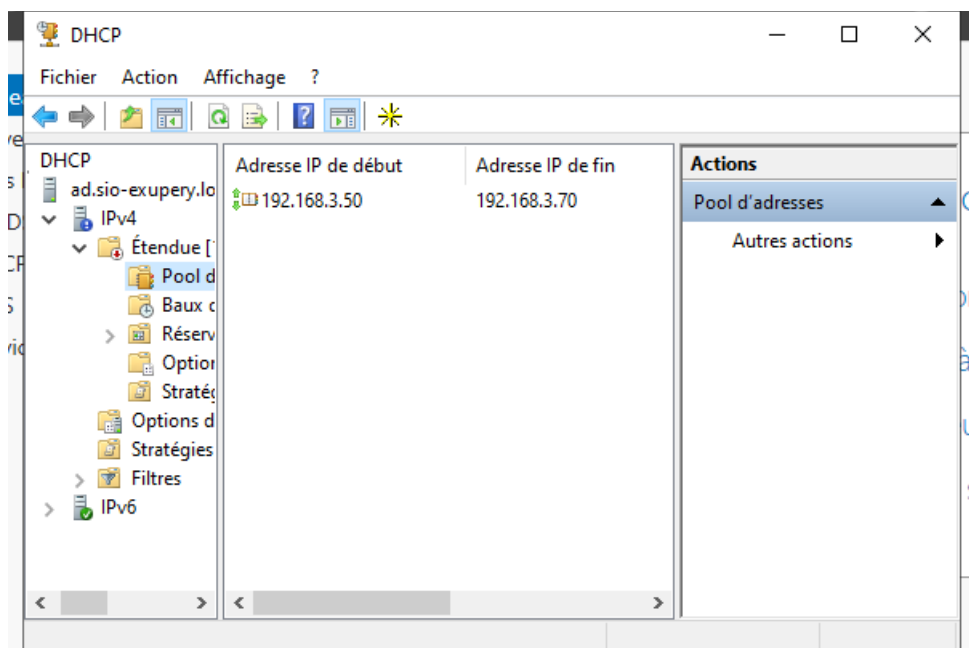 DHCP
Fichier Action Affichage ?
DHCP
ad.sio-exupery.lo
IPv4
Étendue [
Pool d
Baux
Réserv
Option
Straté
Options d
Stratégies
Filtres
IPv6
Adresse IP de début Adresse IP de fin
192.168.3.50 192.168.3.70
Actions
Pool d'adresses
Autres actions